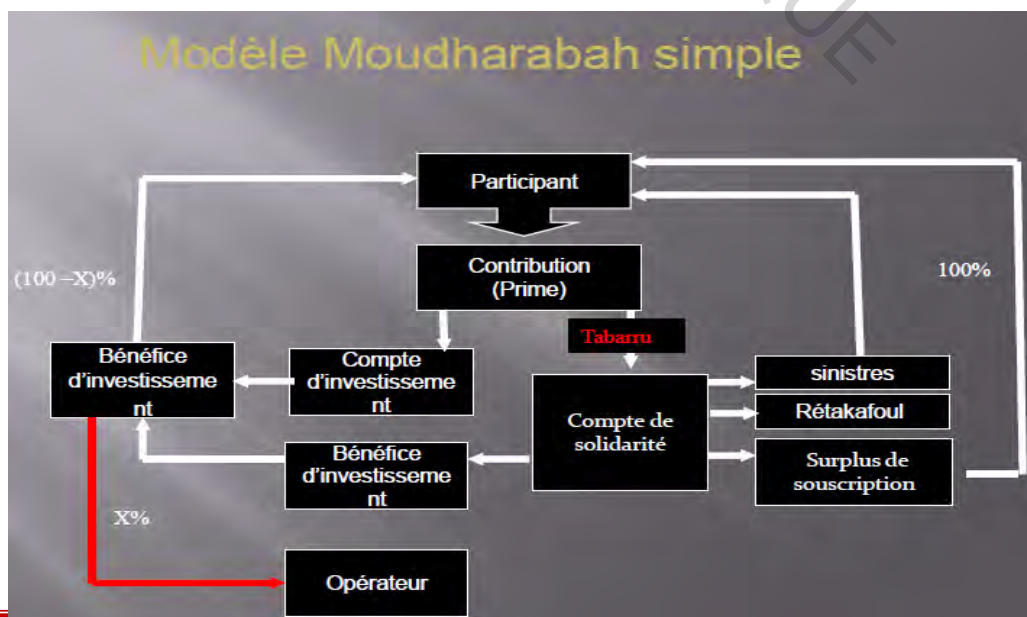 Modèle Moudharabah simple
Participant
Contribution
(Prime)
(100 –X)%
100%
Tabarru
Bénéfice
d'investisseme
nt
Compte
d'investisseme
nt
Compte de
solidarité
sinistres
Rétakafoul
Surplus de
souscription
Bénéfice
d'investisseme
nt
X%
Opérateur